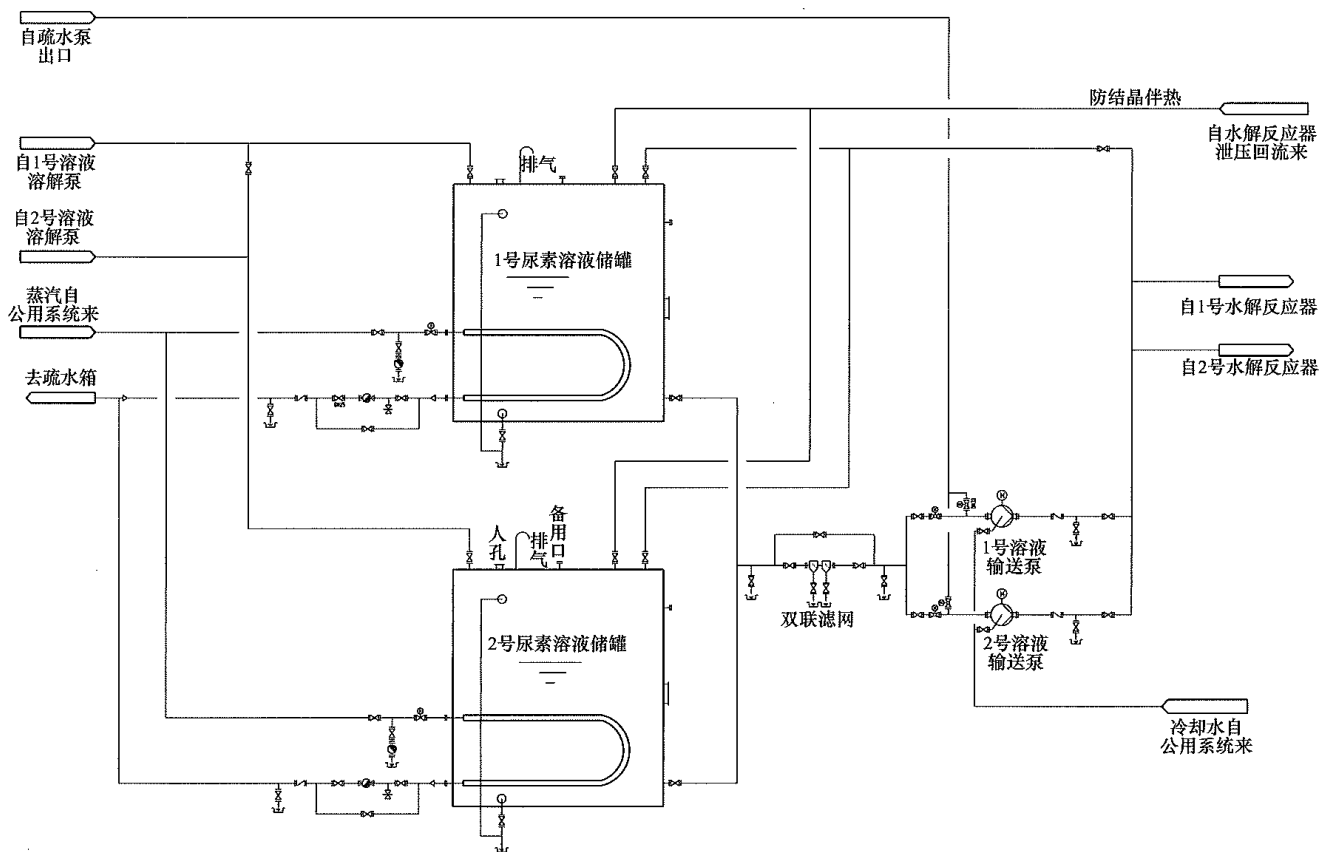 自疏水泵
出口
防结晶伴热
自水解反应器
泄压回流来
自1号溶液
溶解泵
排气
自2号溶液
溶解泵
1号尿素溶液储罐
蒸汽自
公用系统来
自1号水解反应器
去疏水箱
自2号水解反应器
人孔
排气
备用口
1号溶液
输送泵
双联滤网
2号尿素溶液储罐
2号溶液
输送泵
冷却水自
公用系统来